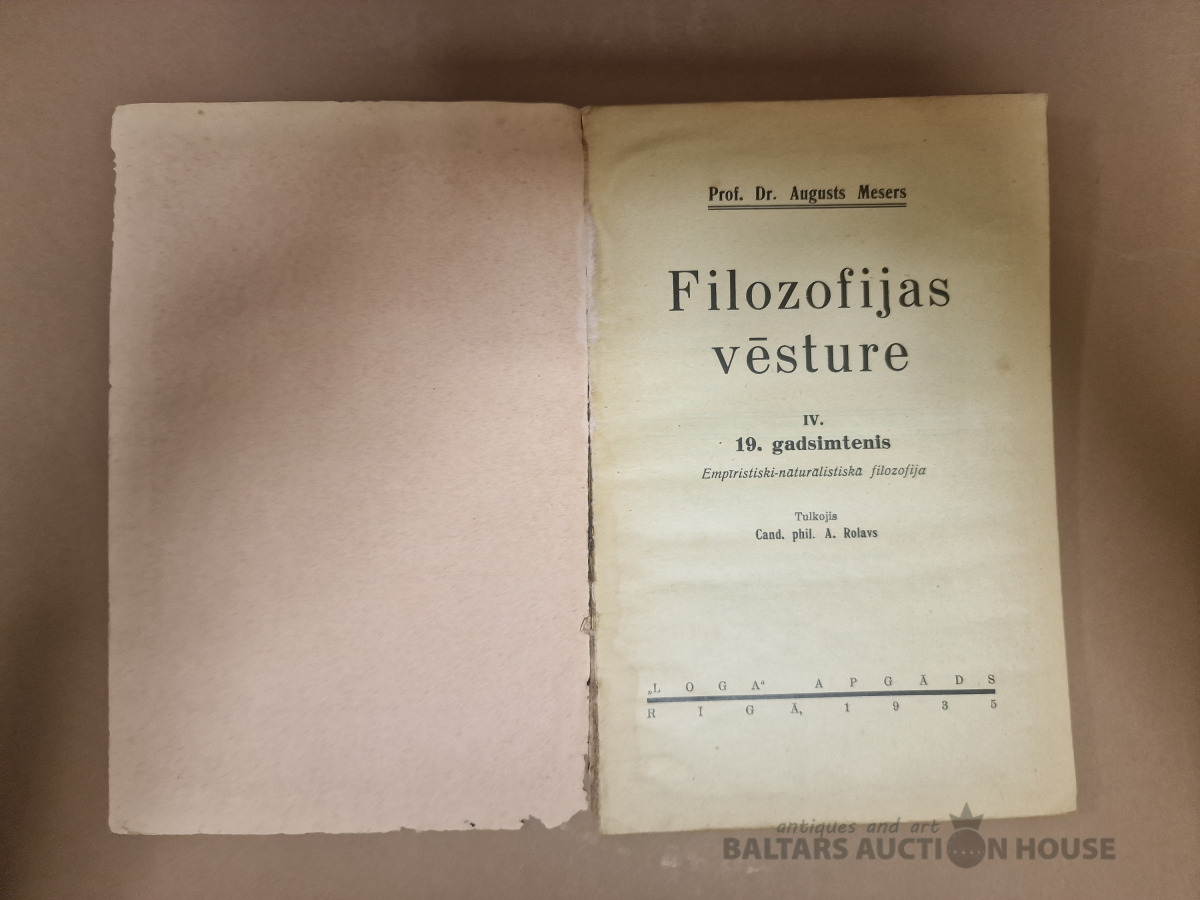 Prof. Dr. Augusts Mesers
Filozofijas
vēsture
IV.
19. gadsimtenis
Empīristiski-nātūrālistiskā filozofija
Tulkojis
Cand. phil. A. Rolavs
„LOGA“ APGĀDS
RĪGĀ, 1935
antiques and art
BALTARS AUCTION HOUSE